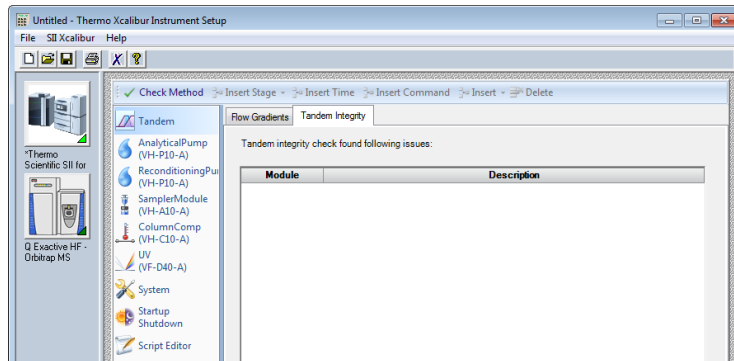 Untitled - Thermo Xcalibur Instrument Setup
File SII Xcalibur Help
Check Method Insert Stage Insert Time Insert Command Insert Delete
*Thermo
Scientific SII for
Q Exactive HF -
Orbitrap MS
Tandem
AnalyticalPump
(VH-P10-A)
ReconditioningPu
(VH-P10-A)
SamplerModule
(VH-A10-A)
ColumnComp
(VH-C10-A)
UV
(VF-D40-A)
System
Startup
Shutdown
Script Editor
Flow Gradients Tandem Integrity
Tandem integrity check found following issues:
Module Description